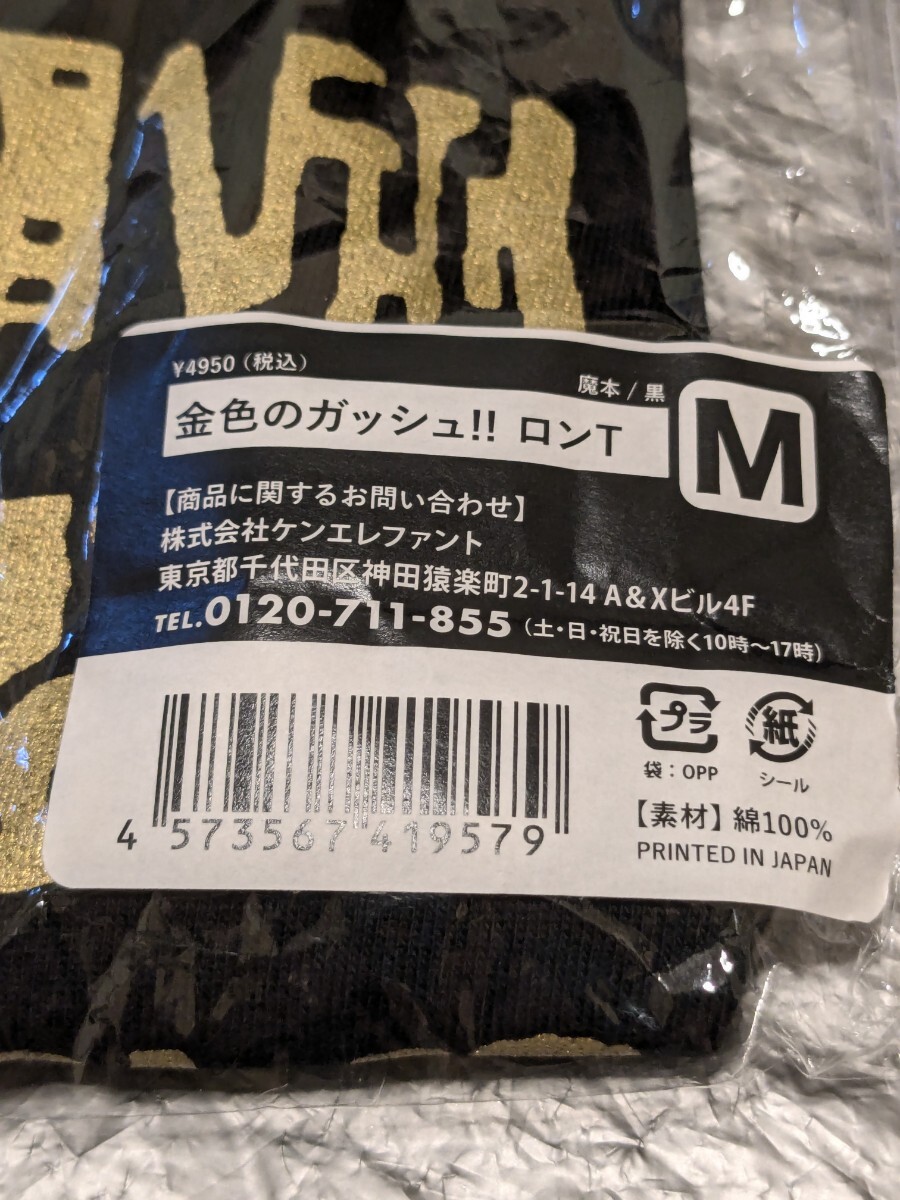 ¥4950（税込）
魔本 / 黒
金色のガッシュ!! ロンT
M
【商品に関するお問い合わせ】
株式会社ケンエレファント
東京都千代田区神田猿楽町2-1-14 A＆Xビル4F
TEL.0120-711-855（土・日・祝日を除く10時〜17時）
プラ
紙
袋：OPP
シール
4 573567 419579
【素材】綿100%
PRINTED IN JAPAN